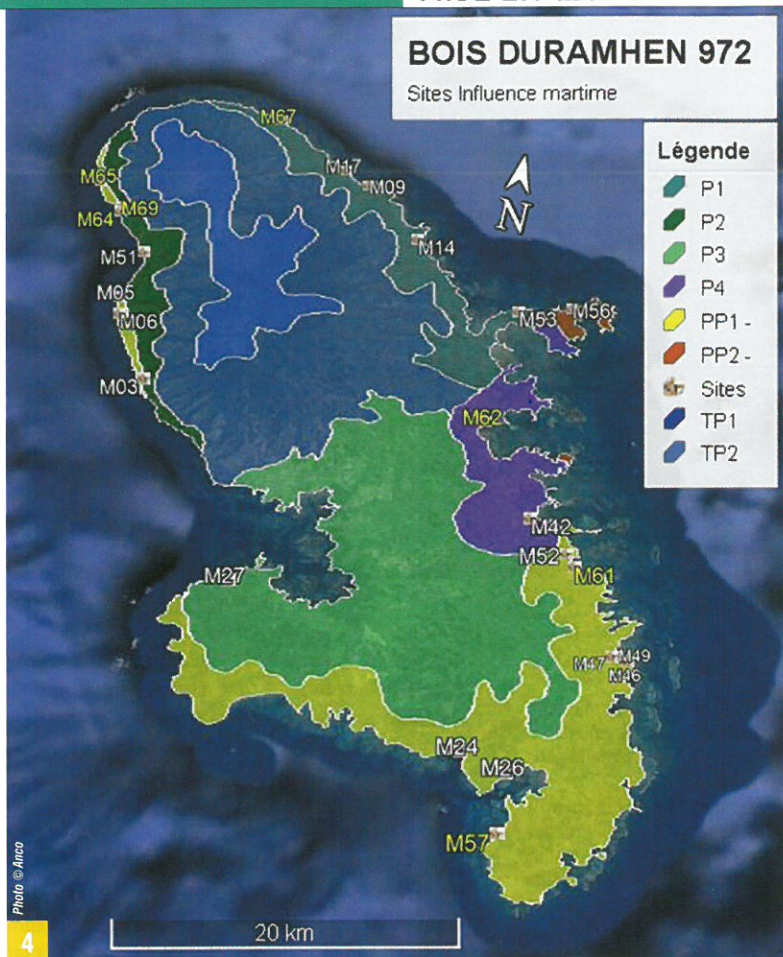 BOIS DURAMHEN 972
Sites Influence martime
Légende
P1
P2
P3
P4
PP1 -
PP2 -
Sites
TP1
TP2
N
M67
M17
M09
M65
M64
M69
M14
M51
M05
M06
M53
M56
M03
M62
M42
M52
M61
M27
M47
M49
M46
M24
M26
M57
20 km
Photo © Anco
4